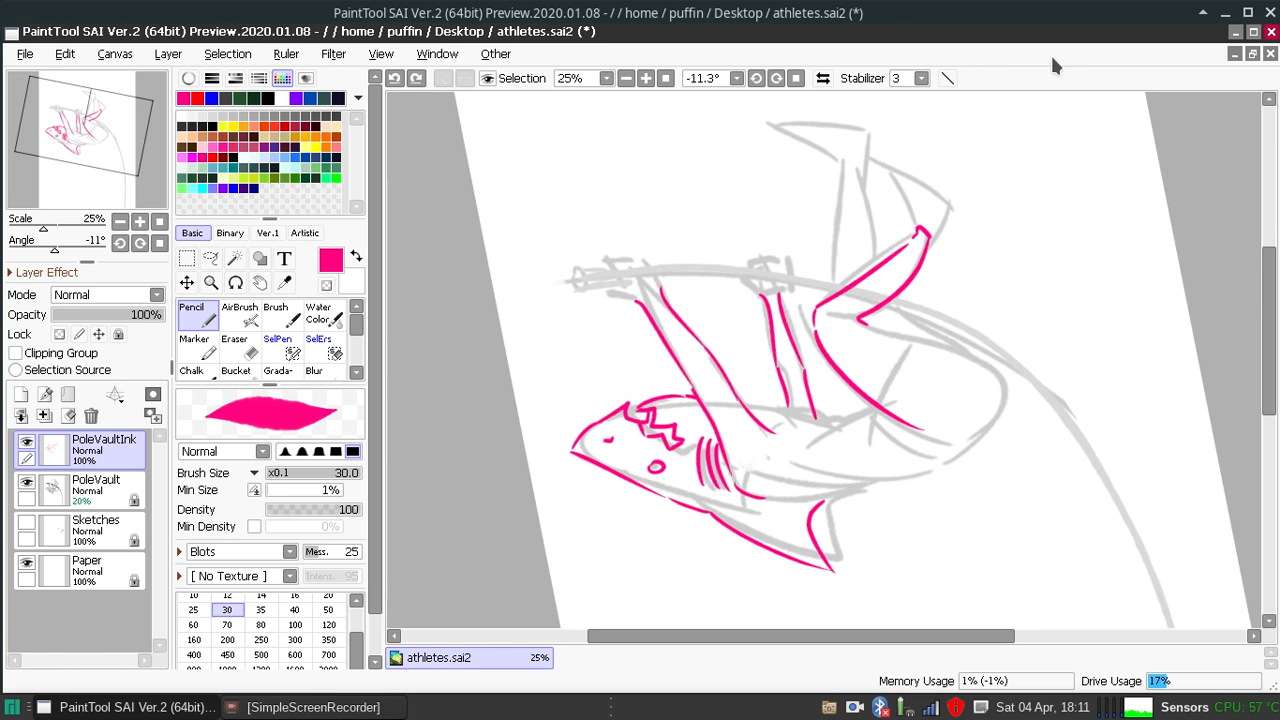 PaintTool SAI Ver.2 (64bit) Preview.2020.01.08 - / / home / puffin / Desktop / athletes.sai2 (*)
PaintTool SAI Ver.2 (64bit) Preview.2020.01.08 - / / home / puffin / Desktop / athletes.sai2 (*)
File Edit Canvas Layer Selection Ruler Filter View Window Other
Selection 25% -11.3° Stabilizer 3
Scale 25%
Angle -11°
Layer Effect
Mode Normal
Opacity 100%
Lock
Clipping Group
Selection Source
PoleVaultInk
Normal
100%
PoleVault
Normal
20%
Sketches
Normal
100%
Paper
Normal
100%
Basic Binary Ver.1 Artistic
T
Pencil AirBrush Brush Water Color
Marker Eraser SelPen SelErs
Chalk Bucket Grada- Blur
Normal
Brush Size x0.1 30.0
Min Size 1%
Density 100
Min Density 0%
Blots Mess. 25
[ No Texture ] Intens. 95
10 12 14 16 20
25 30 35 40 50
60 70 80 100 120
160 200 250 300 350
400 450 500 600 700
athletes.sai2 25%
Memory Usage 1% (-1%) Drive Usage 17%
PaintTool SAI Ver.2 (64bit)... [SimpleScreenRecorder] Sat 04 Apr, 18:11 Sensors CPU: 57 °C